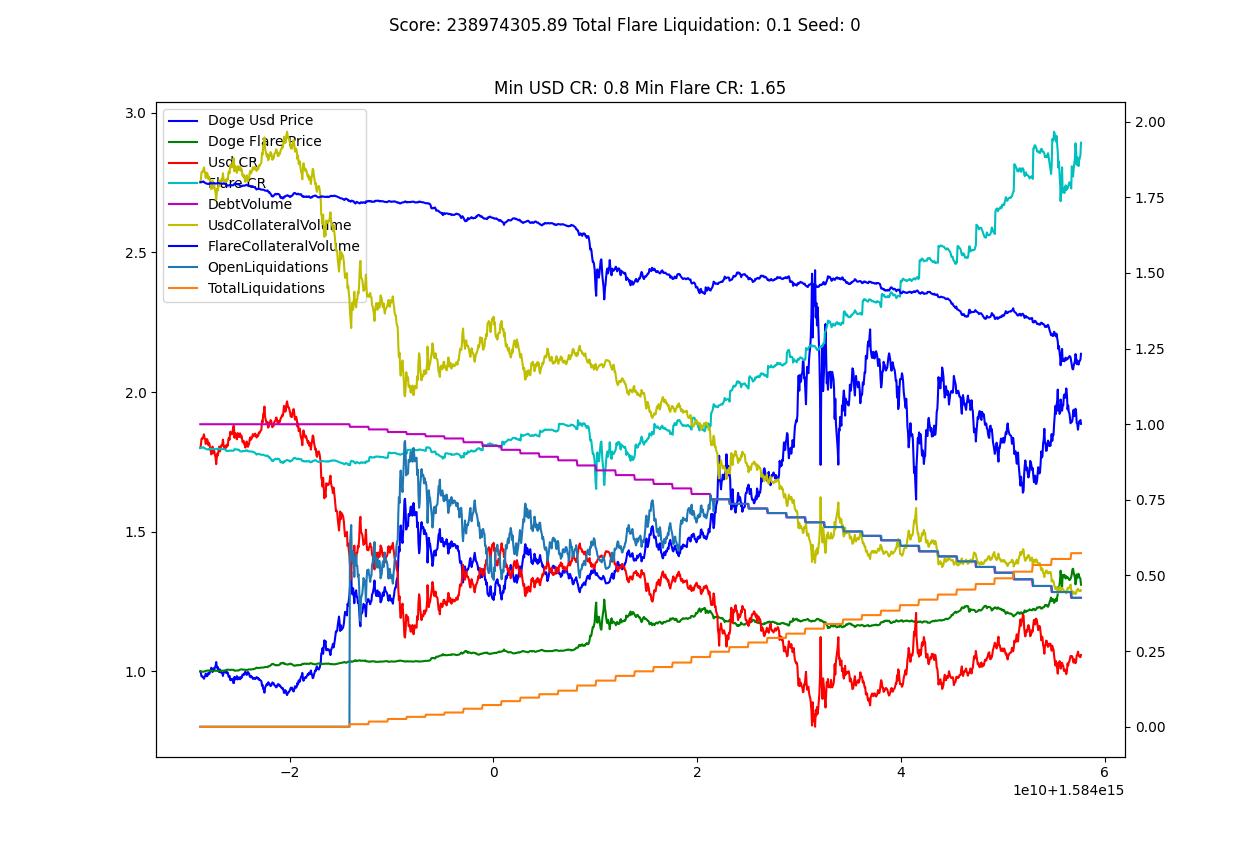 Score: 238974305.89 Total Flare Liquidation: 0.1 Seed: 0
Min USD CR: 0.8 Min Flare CR: 1.65
3.0
2.5
2.0
1.5
1.0
Doge Usd Price
Doge Flare Price
Usd CR
Flare CR
DebtVolume
UsdCollateralVolume
FlareCollateralVolume
OpenLiquidations
TotalLiquidations
2.00
1.75
1.50
1.25
1.00
0.75
0.50
0.25
0.00
−2
0
2
4
6
1e10+1.584e15